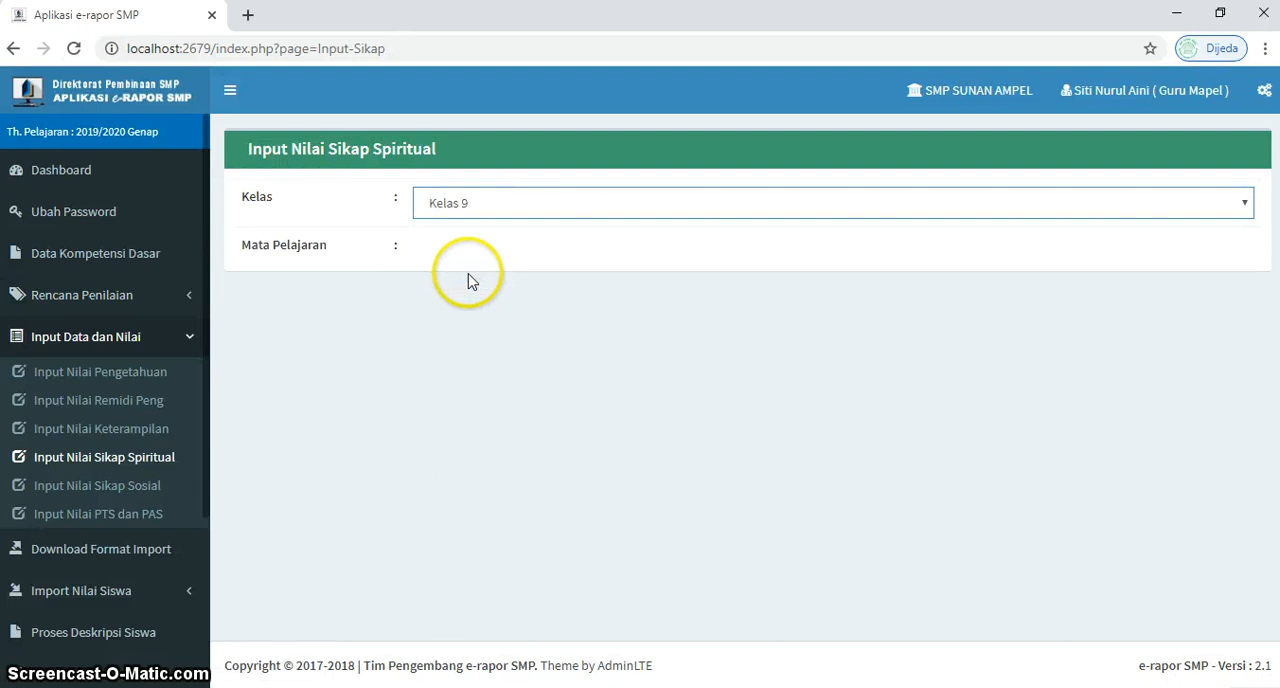 Aplikasi e-rapor SMP
localhost:2679/index.php?page=Input-Sikap
Dijeda
Direktorat Pembinaan SMP
APLIKASI e-RAPOR SMP
SMP SUNAN AMPEL
Siti Nurul Aini ( Guru Mapel )
Th. Pelajaran : 2019/2020 Genap
Dashboard
Ubah Password
Data Kompetensi Dasar
Rencana Penilaian
Input Data dan Nilai
Input Nilai Pengetahuan
Input Nilai Remidi Peng
Input Nilai Keterampilan
Input Nilai Sikap Spiritual
Input Nilai Sikap Sosial
Input Nilai PTS dan PAS
Download Format Import
Import Nilai Siswa
Proses Deskripsi Siswa
Input Nilai Sikap Spiritual
Kelas : Kelas 9
Mata Pelajaran :
Copyright © 2017-2018 | Tim Pengembang e-rapor SMP. Theme by AdminLTE
e-rapor SMP - Versi : 2.1
Screencast-O-Matic.com